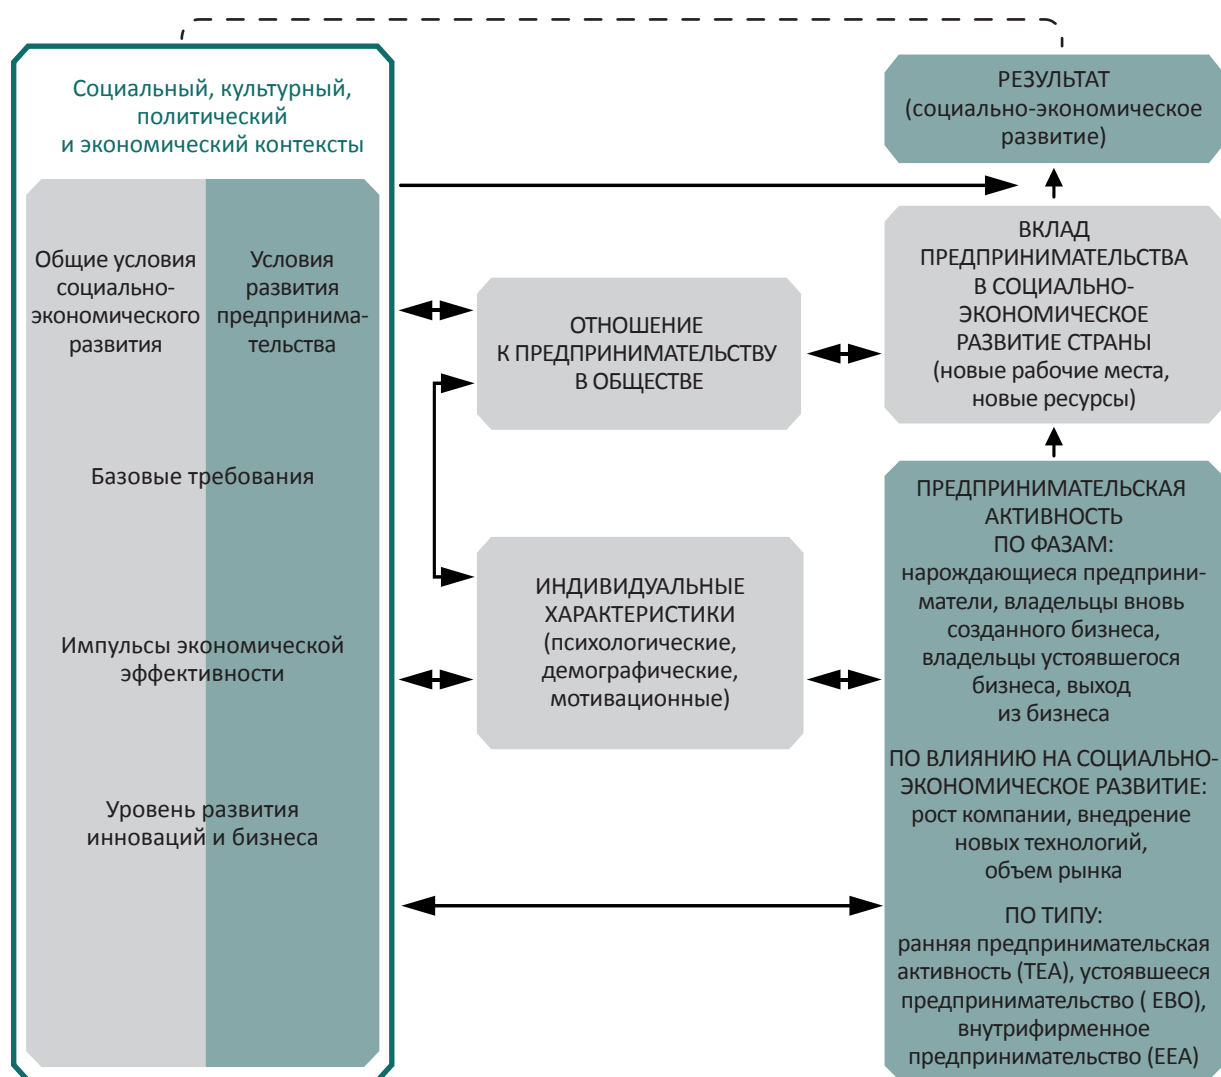 Социальный, культурный,
политический
и экономический контексты
Общие условия
социально-
экономического
развития
Условия
развития
предпринима-
тельства
Базовые требования
Импульсы экономической
эффективности
Уровень развития
инноваций и бизнеса
ОТНОШЕНИЕ
К ПРЕДПРИНИМАТЕЛЬСТВУ
В ОБЩЕСТВЕ
ИНДИВИДУАЛЬНЫЕ
ХАРАКТЕРИСТИКИ
(психологические,
демографические,
мотивационные)
РЕЗУЛЬТАТ
(социально-экономическое
развитие)
ВКЛАД
ПРЕДПРИНИМАТЕЛЬСТВА
В СОЦИАЛЬНО-
ЭКОНОМИЧЕСКОЕ
РАЗВИТИЕ СТРАНЫ
(новые рабочие места,
новые ресурсы)
ПРЕДПРИНИМАТЕЛЬСКАЯ
АКТИВНОСТЬ
ПО ФАЗАМ:
нарождающиеся предприни-
матели, владельцы вновь
созданного бизнеса,
владельцы устоявшегося
бизнеса, выход
из бизнеса
ПО ВЛИЯНИЮ НА СОЦИАЛЬНО-
ЭКОНОМИЧЕСКОЕ РАЗВИТИЕ:
рост компании, внедрение
новых технологий,
объем рынка
ПО ТИПУ:
ранняя предпринимательская
активность (TEA), устоявшееся
предпринимательство ( EBO),
внутрифирменное
предпринимательство (EEA)